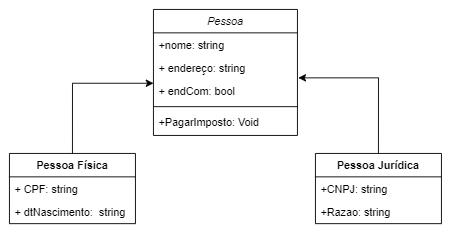 Pessoa
+nome: string
+ endereço: string
+ endCom: bool
+PagarImposto: Void
Pessoa Física
+ CPF: string
+ dtNascimento: string
Pessoa Jurídica
+CNPJ: string
+Razao: string